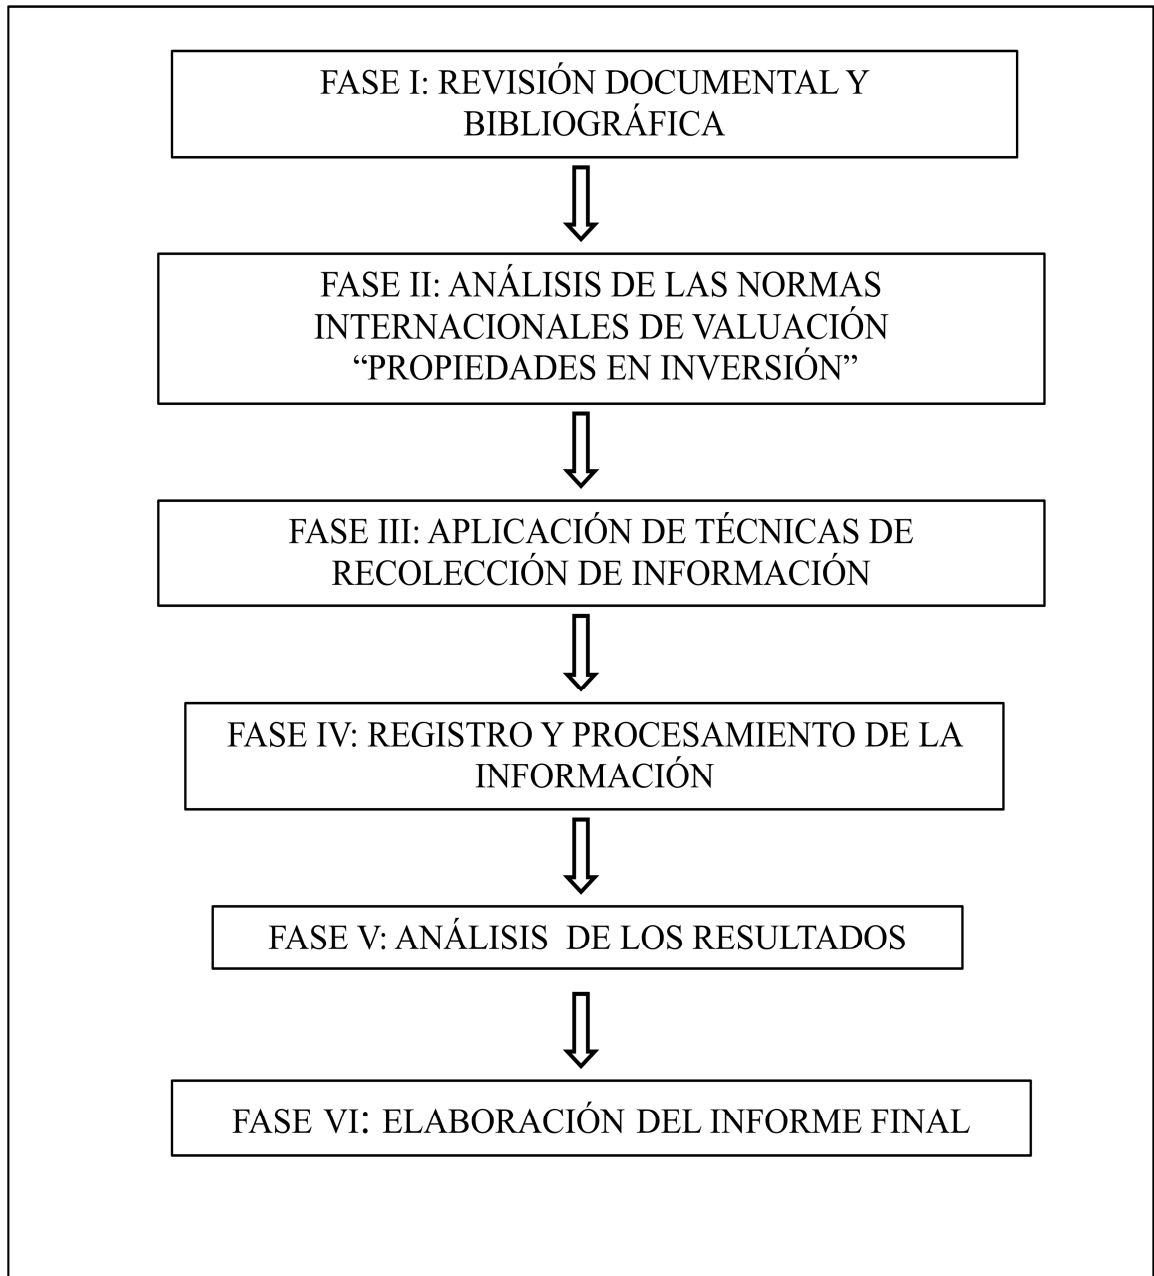 FASE I: REVISIÓN DOCUMENTAL Y
BIBLIOGRÁFICA
FASE II: ANÁLISIS DE LAS NORMAS
INTERNACIONALES DE VALUACIÓN
“PROPIEDADES EN INVERSIÓN”
FASE III: APLICACIÓN DE TÉCNICAS DE
RECOLECCIÓN DE INFORMACIÓN
FASE IV: REGISTRO Y PROCESAMIENTO DE LA
INFORMACIÓN
FASE V: ANÁLISIS  DE LOS RESULTADOS
FASE VI: ELABORACIÓN DEL INFORME FINAL